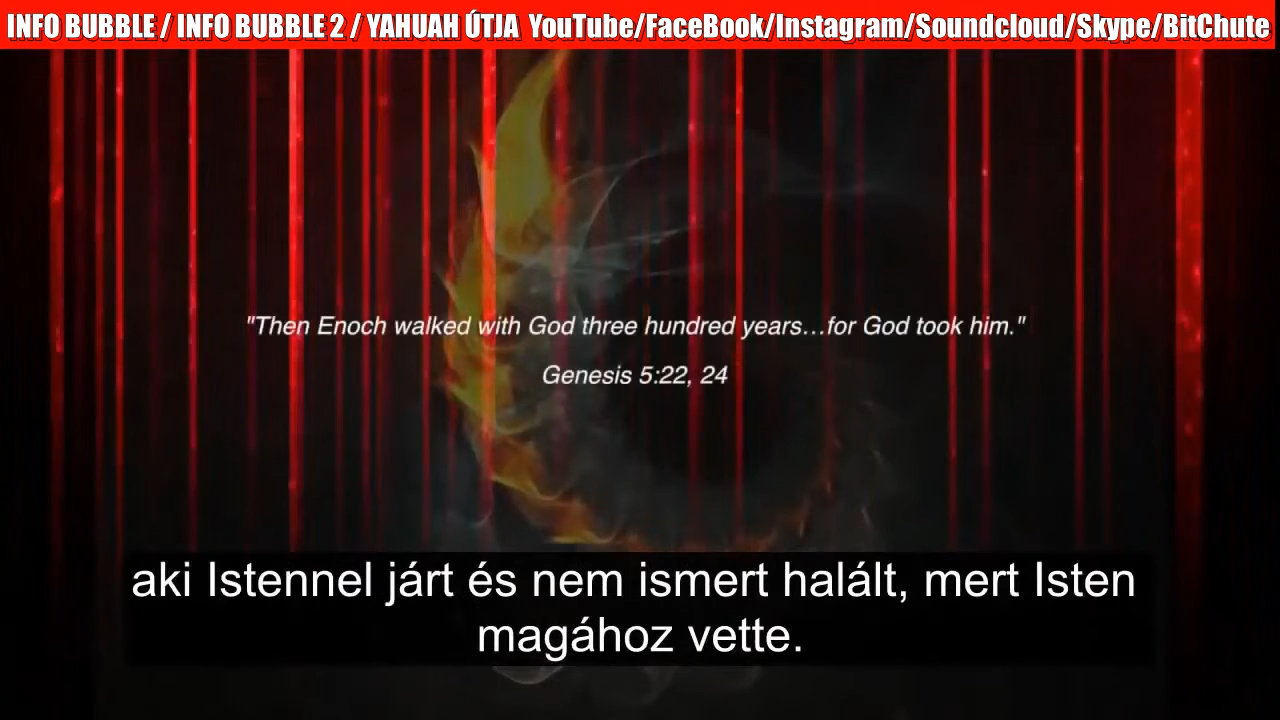 INFO BUBBLE / INFO BUBBLE 2 / YAHUAH ÚTJA YouTube/FaceBook/Instagram/Soundcloud/Skype/BitChute
"Then Enoch walked with God three hundred years...for God took him."
Genesis 5:22, 24
aki Istennel járt és nem ismert halált, mert Isten
magához vette.